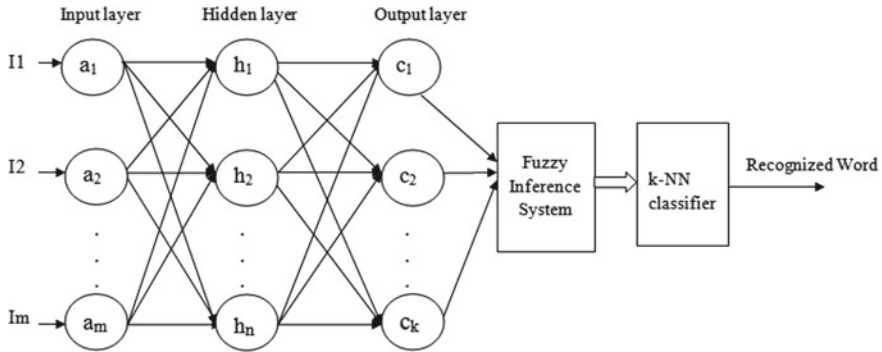 Input layer Hidden layer Output layer
I1 a1 h1 c1
I2 a2 h2 c2
Fuzzy
Inference
System
k-NN
classifier
Recognized Word
. . . .
. . . .
. . . .
Im am hn ck